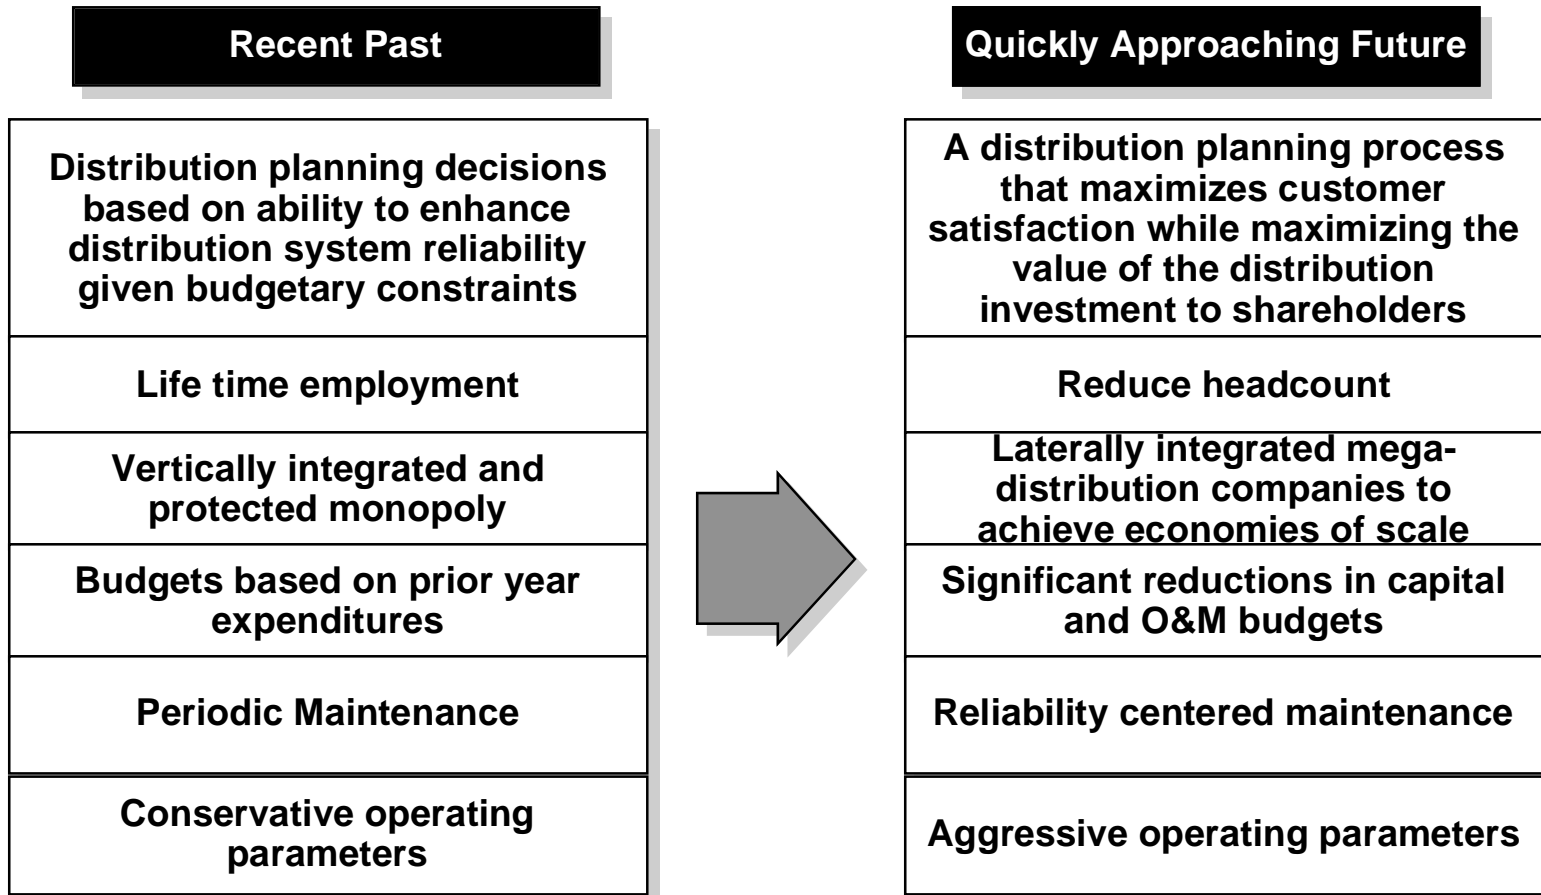 Recent Past
Distribution planning decisions
based on ability to enhance
distribution system reliability
given budgetary constraints
Life time employment
Vertically integrated and
protected monopoly
Budgets based on prior year
expenditures
Periodic Maintenance
Conservative operating
parameters
Quickly Approaching Future
A distribution planning process
that maximizes customer
satisfaction while maximizing the
value of the distribution
investment to shareholders
Reduce headcount
Laterally integrated mega-
distribution companies to
achieve economies of scale
Significant reductions in capital
and O&M budgets
Reliability centered maintenance
Aggressive operating parameters